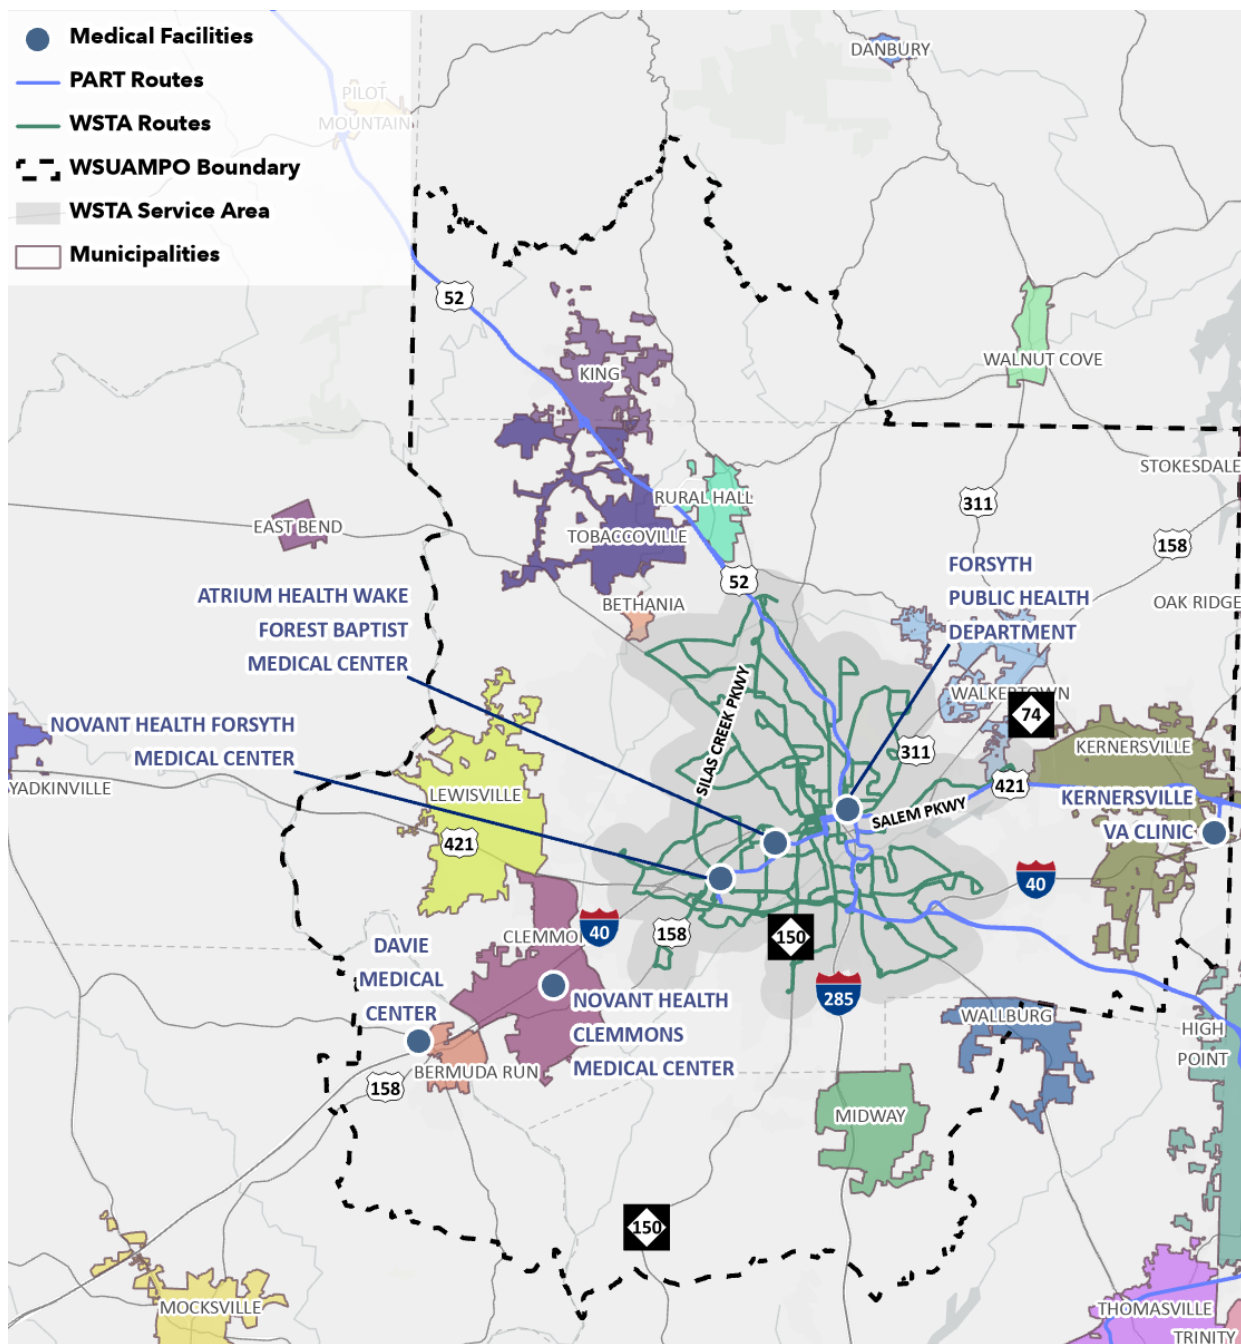 Medical Facilities
PART Routes
WSTA Routes
WSUAMPO Boundary
WSTA Service Area
Municipalities
DANBURY
PILOT
MOUNTAIN
52
WALNUT COVE
KING
STOKESDALE
RURAL HALL
311
EAST BEND
TOBACCOVILLE
158
52
FORSYTH
PUBLIC HEALTH
DEPARTMENT
ATRIUM HEALTH WAKE
FOREST BAPTIST
MEDICAL CENTER
BETHANIA
OAK RIDGE
WALKERTOWN
74
NOVANT HEALTH FORSYTH
MEDICAL CENTER
SILAS CREEK PKWY
311
KERNERSVILLE
YADKINVILLE
LEWISVILLE
421
KERNERSVILLE
VA CLINIC
SALEM PKWY
421
40
40
158
150
CLEMMO
DAVIE
MEDICAL
CENTER
285
NOVANT HEALTH
CLEMMONS
MEDICAL CENTER
WALLBURG
HIGH
POINT
BERMUDA RUN
158
MIDWAY
150
MOCKSVILLE
THOMASVILLE
TRINITY